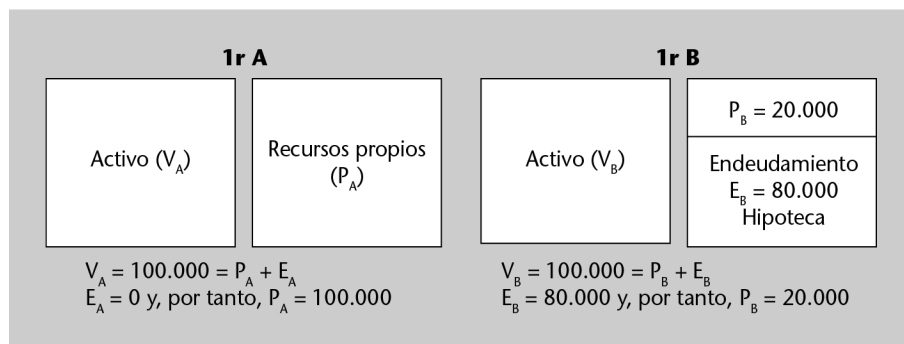 1r A
Activo (V_A)
Recursos propios
(P_A)
V_A = 100.000 = P_A + E_A
E_A = 0 y, por tanto, P_A = 100.000
1r B
Activo (V_B)
P_B = 20.000
Endeudamiento
E_B = 80.000
Hipoteca
V_B = 100.000 = P_B + E_B
E_B = 80.000 y, por tanto, P_B = 20.000